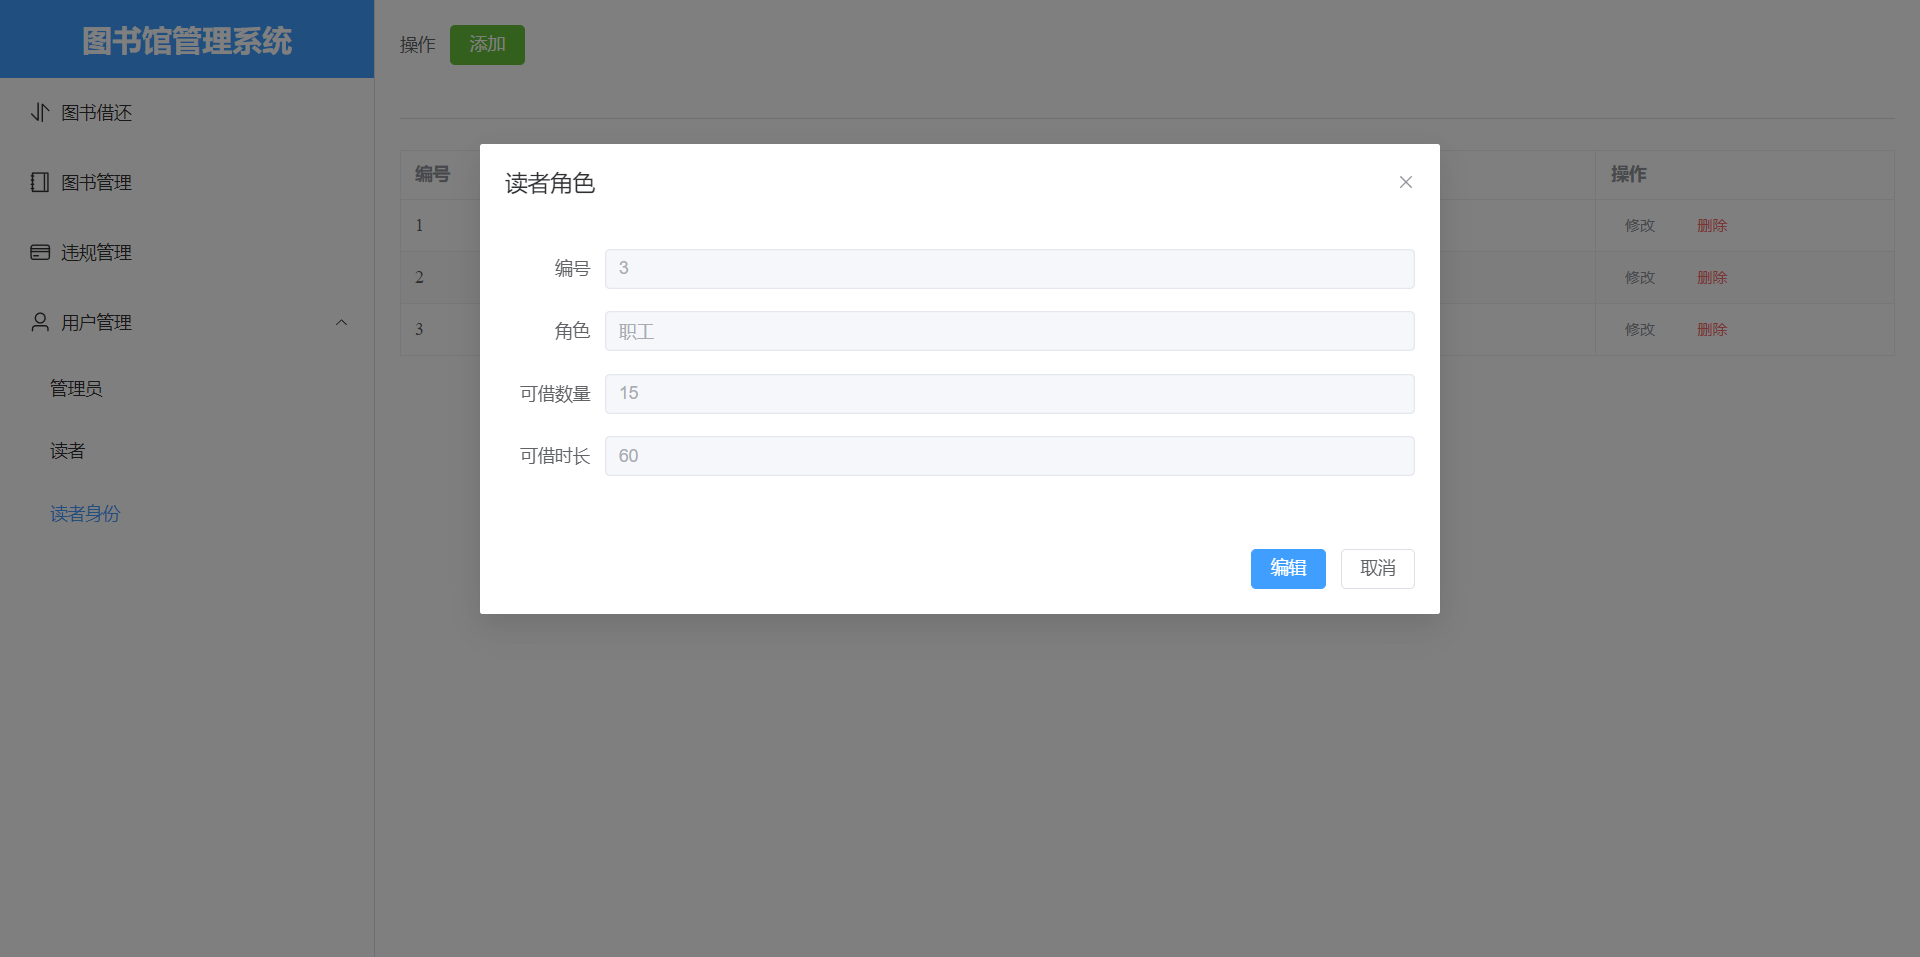 图书馆管理系统
图书借还
图书管理
违规管理
用户管理
管理员
读者
读者身份
操作 添加
编号 操作
1 修改 删除
2 修改 删除
3 修改 删除
读者角色
编号 3
角色 职工
可借数量 15
可借时长 60
编辑 取消